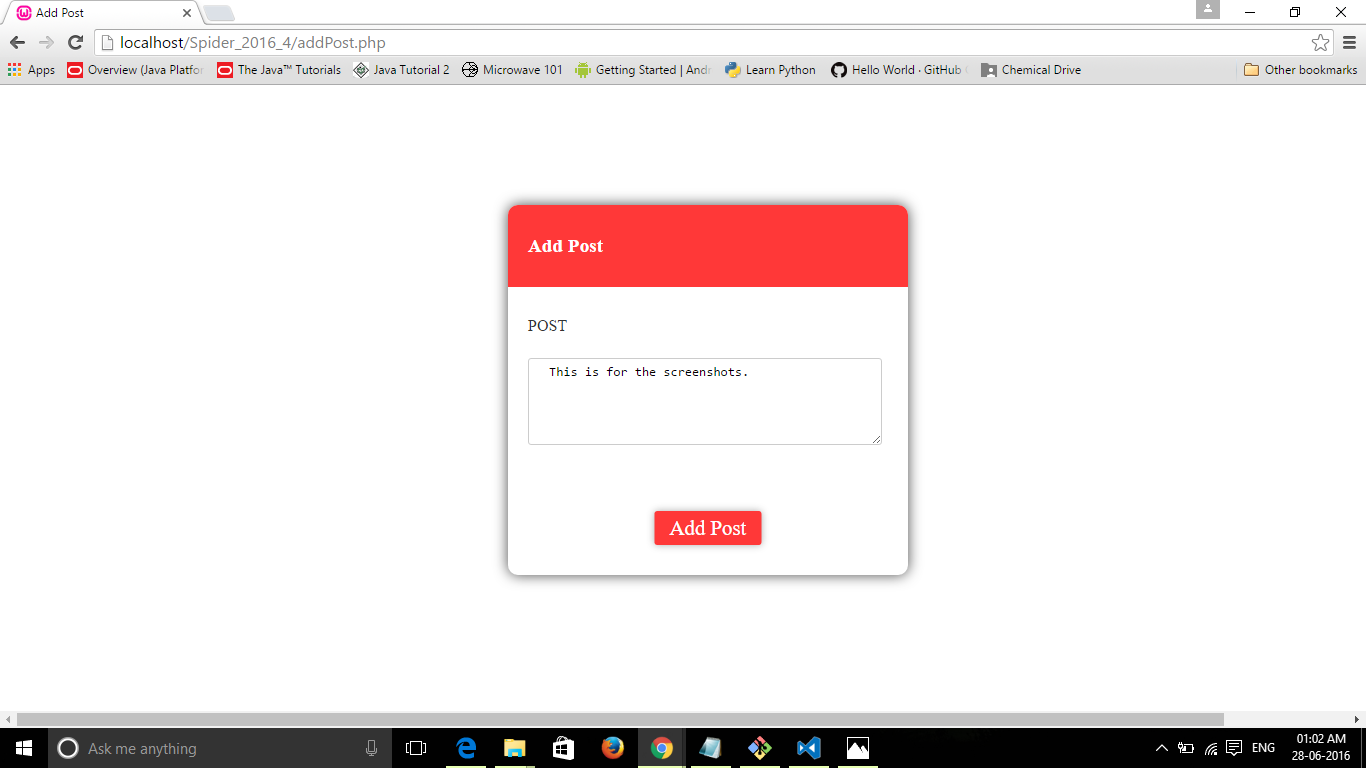 Add Post
localhost/Spider_2016_4/addPost.php
Apps Overview (Java Platfor The Java™ Tutorials Java Tutorial 2 Microwave 101 Getting Started | Andr Learn Python Hello World · GitHub Chemical Drive Other bookmarks
Add Post
POST
This is for the screenshots.
Add Post
Ask me anything
ENG
01:02 AM
28-06-2016